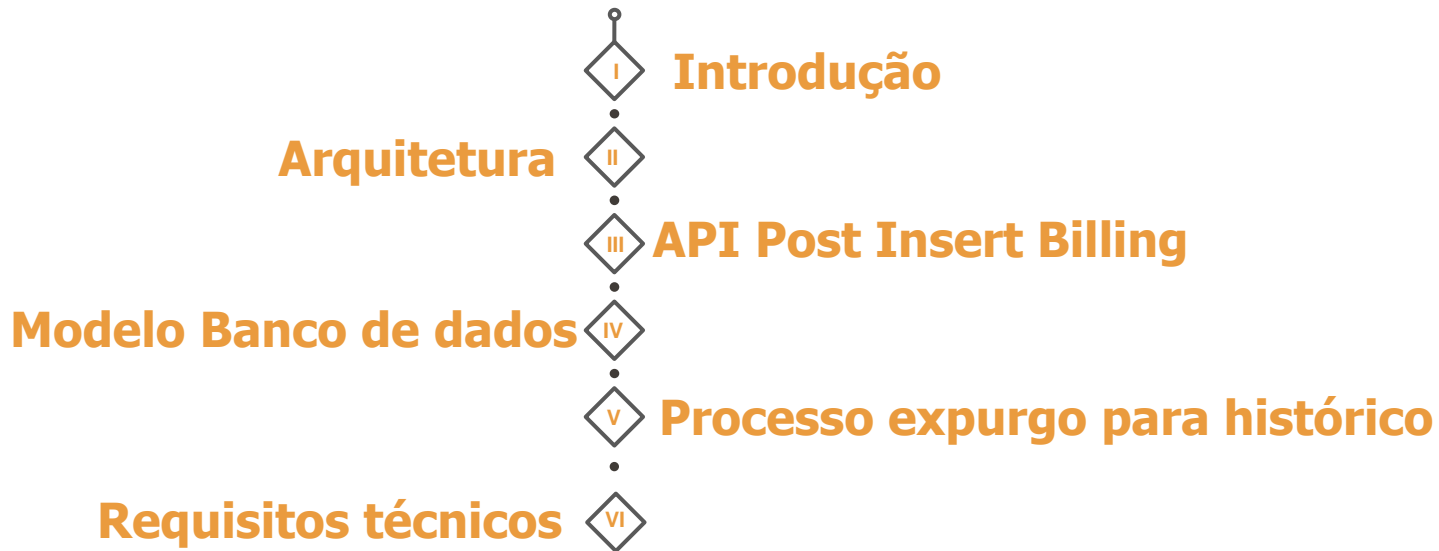 I Introdução
Arquitetura II
III API Post Insert Billing
Modelo Banco de dados IV
V Processo expurgo para histórico
Requisitos técnicos VI